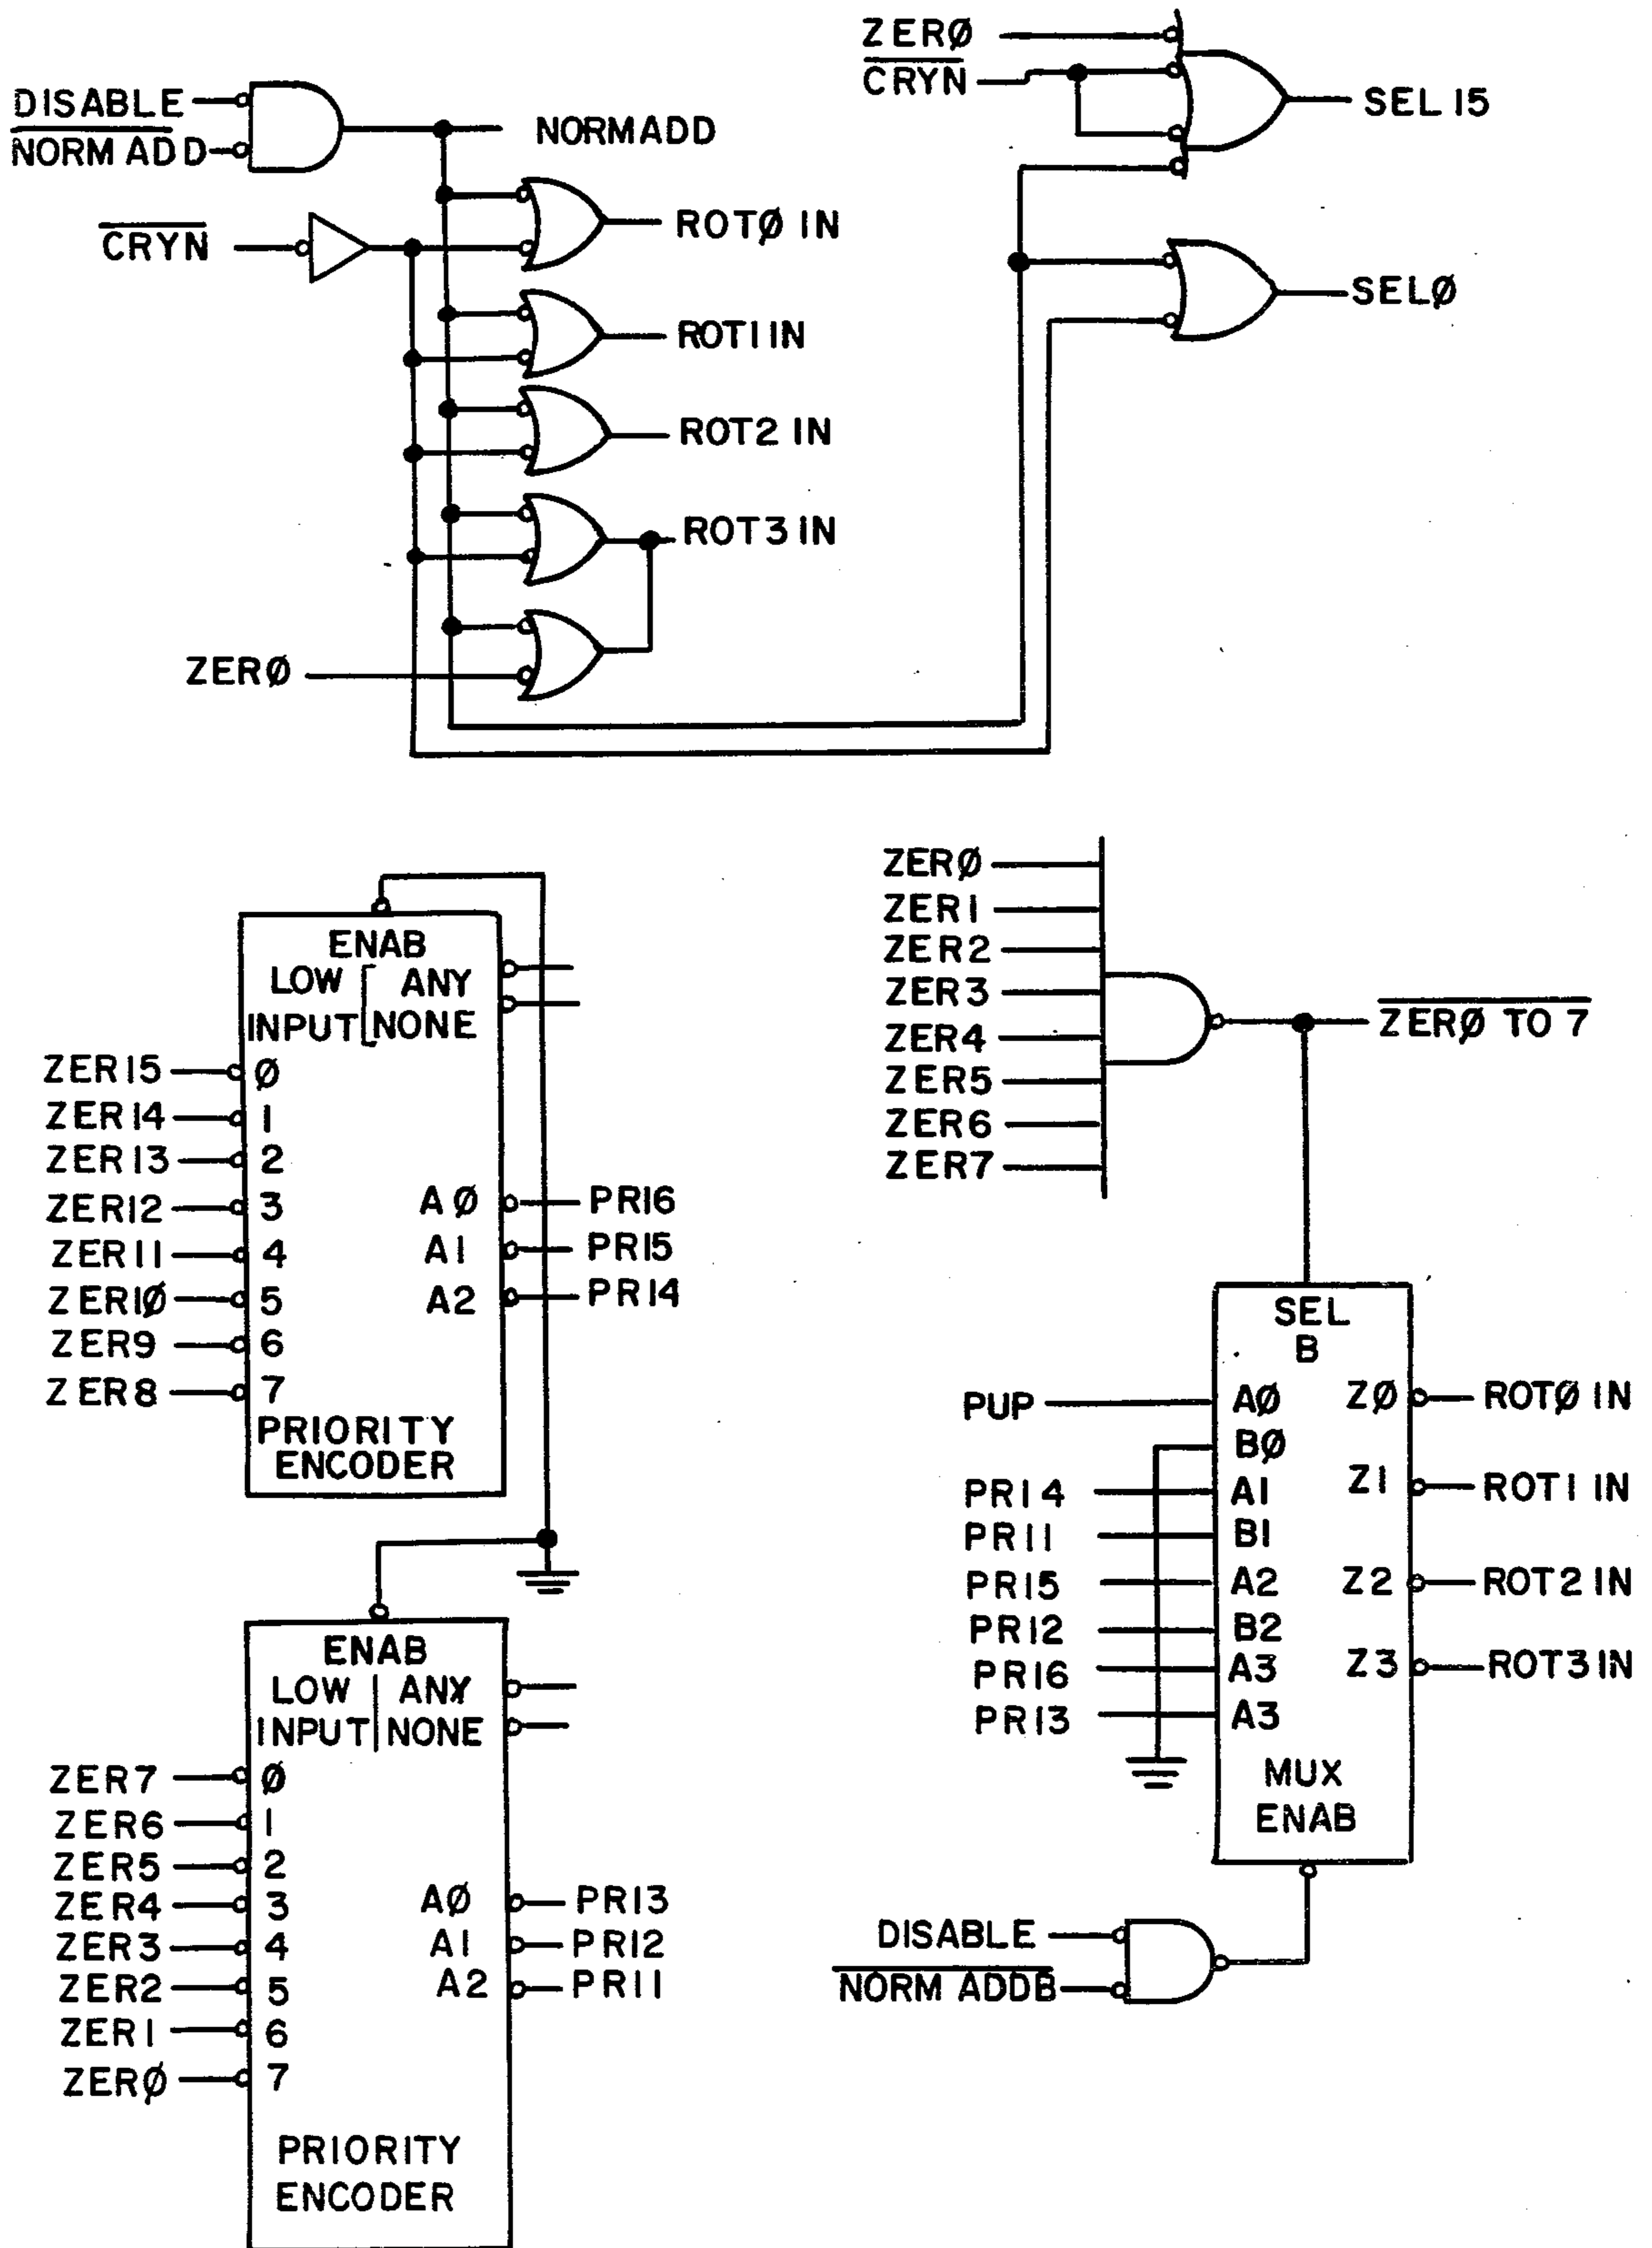 DISABLE
NORM ADD
NORMADD
CRYN
ROTØ IN
ROT1 IN
ROT2 IN
ROT3 IN
ZERØ
ZERØ
CRYN
SEL 15
SELØ
ENAB
LOW ANY
INPUT NONE
ZER15 Ø
ZER14 1
ZER13 2
ZER12 3 AØ PR16
ZER11 4 A1 PR15
ZER1Ø 5 A2 PR14
ZER9 6
ZER8 7
PRIORITY
ENCODER
ENAB
LOW ANY
INPUT NONE
ZER7 Ø
ZER6 1
ZER5 2
ZER4 3 AØ PR13
ZER3 4 A1 PR12
ZER2 5 A2 PR11
ZER1 6
ZERØ 7
PRIORITY
ENCODER
ZERØ
ZER1
ZER2
ZER3
ZER4
ZER5
ZER6
ZER7
ZERØ TO 7
SEL
B
PUP AØ ZØ ROTØ IN
BØ
PR14 A1 Z1 ROT1 IN
PR11 B1
PR15 A2 Z2 ROT2 IN
PR12 B2
PR16 A3 Z3 ROT3 IN
PR13 A3
MUX
ENAB
DISABLE
NORM ADDB